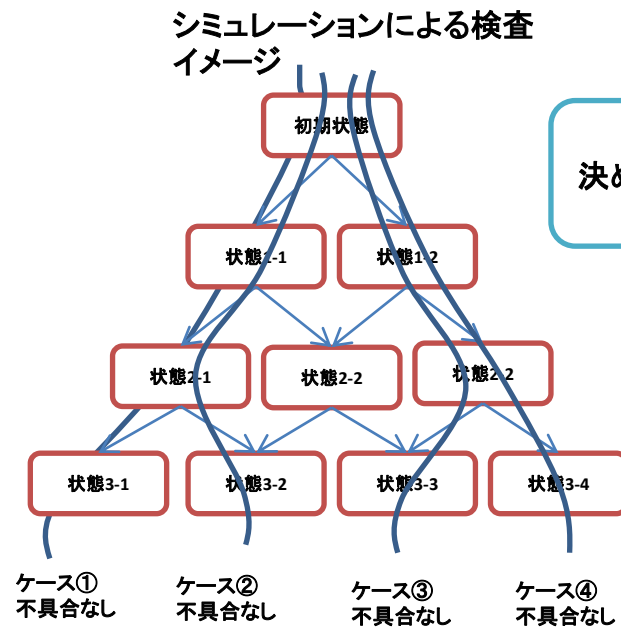 シミュレーションによる検査
イメージ
初期状態
決め
状態1-1
状態1-2
状態2-1
状態2-2
状態2-2
状態3-1
状態3-2
状態3-3
状態3-4
ケース①
不具合なし
ケース②
不具合なし
ケース③
不具合なし
ケース④
不具合なし